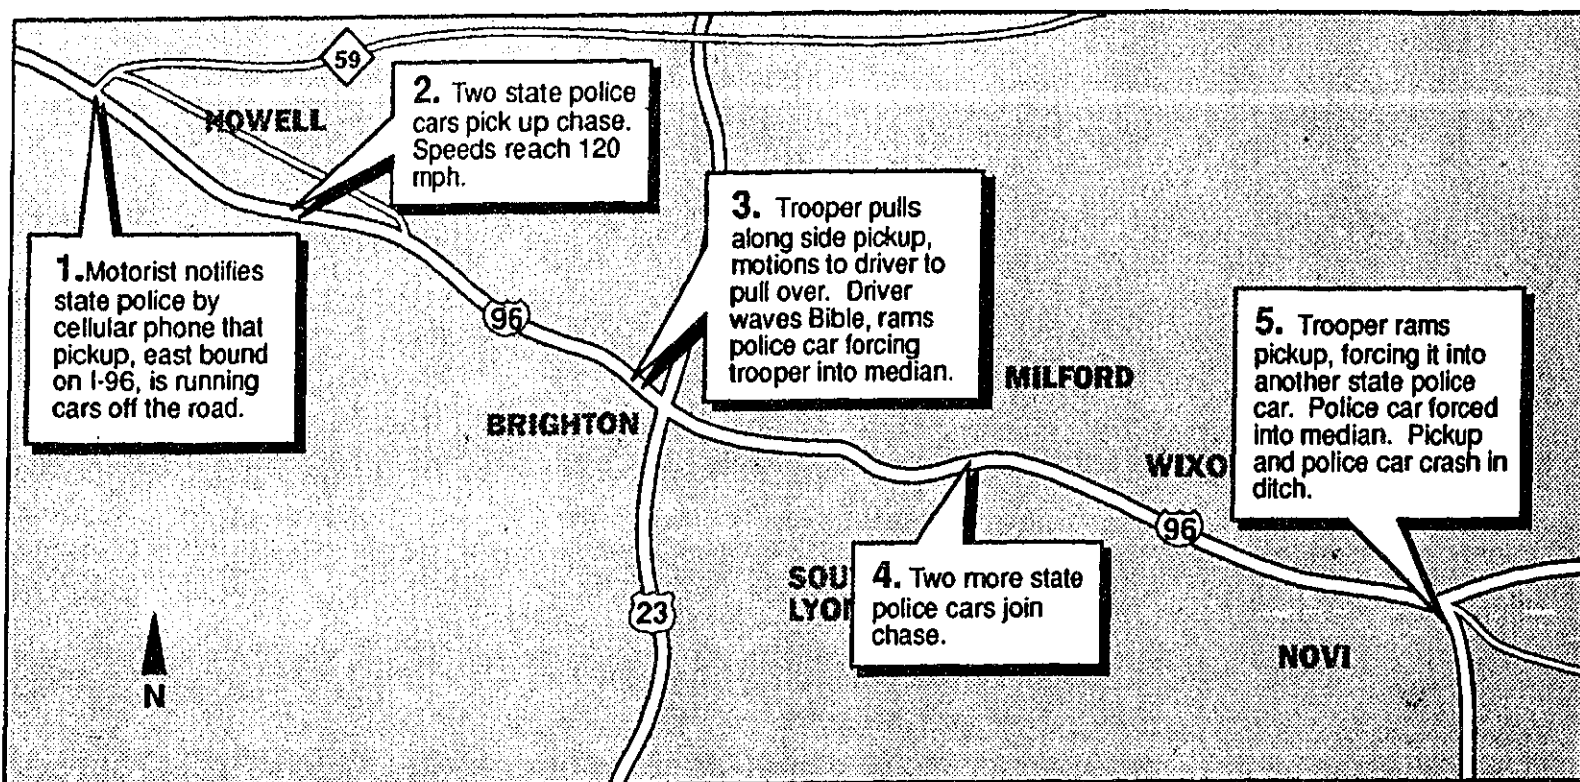 59
HOWELL
2. Two state police
cars pick up chase.
Speeds reach 120
mph.
1. Motorist notifies
state police by
cellular phone that
pickup, east bound
on I-96, is running
cars off the road.
96
3. Trooper pulls
along side pickup,
motions to driver to
pull over. Driver
waves Bible, rams
police car forcing
trooper into median.
BRIGHTON
MILFORD
WIXO
5. Trooper rams
pickup, forcing it into
another state police
car. Police car forced
into median. Pickup
and police car crash in
ditch.
96
SOU
LYO
4. Two more state
police cars join
chase.
23
NOVI
N